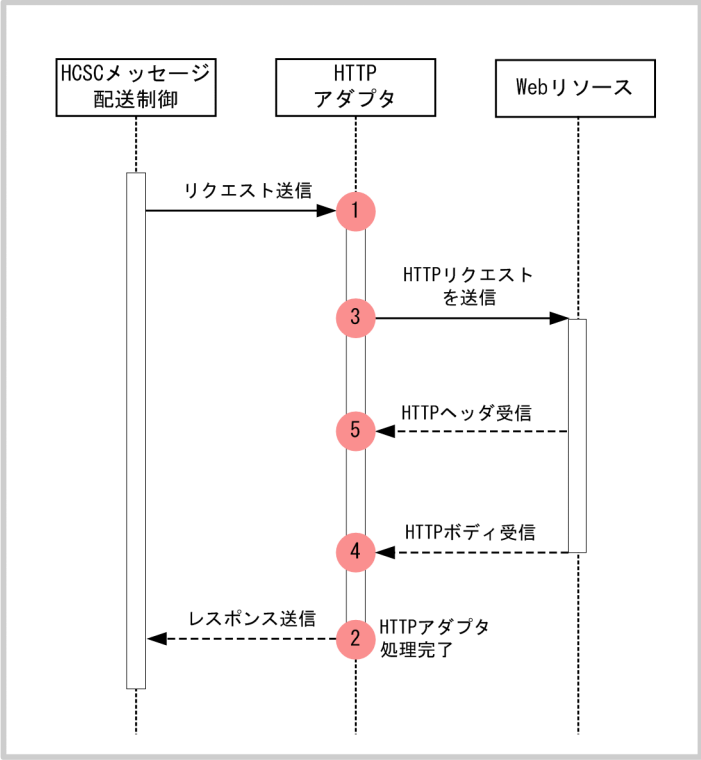 HCSCメッセージ
配送制御
HTTP
アダプタ
Webリソース
リクエスト送信
1
HTTPリクエスト
を送信
3
HTTPヘッダ受信
5
HTTPボディ受信
4
レスポンス送信
2
HTTPアダプタ
処理完了